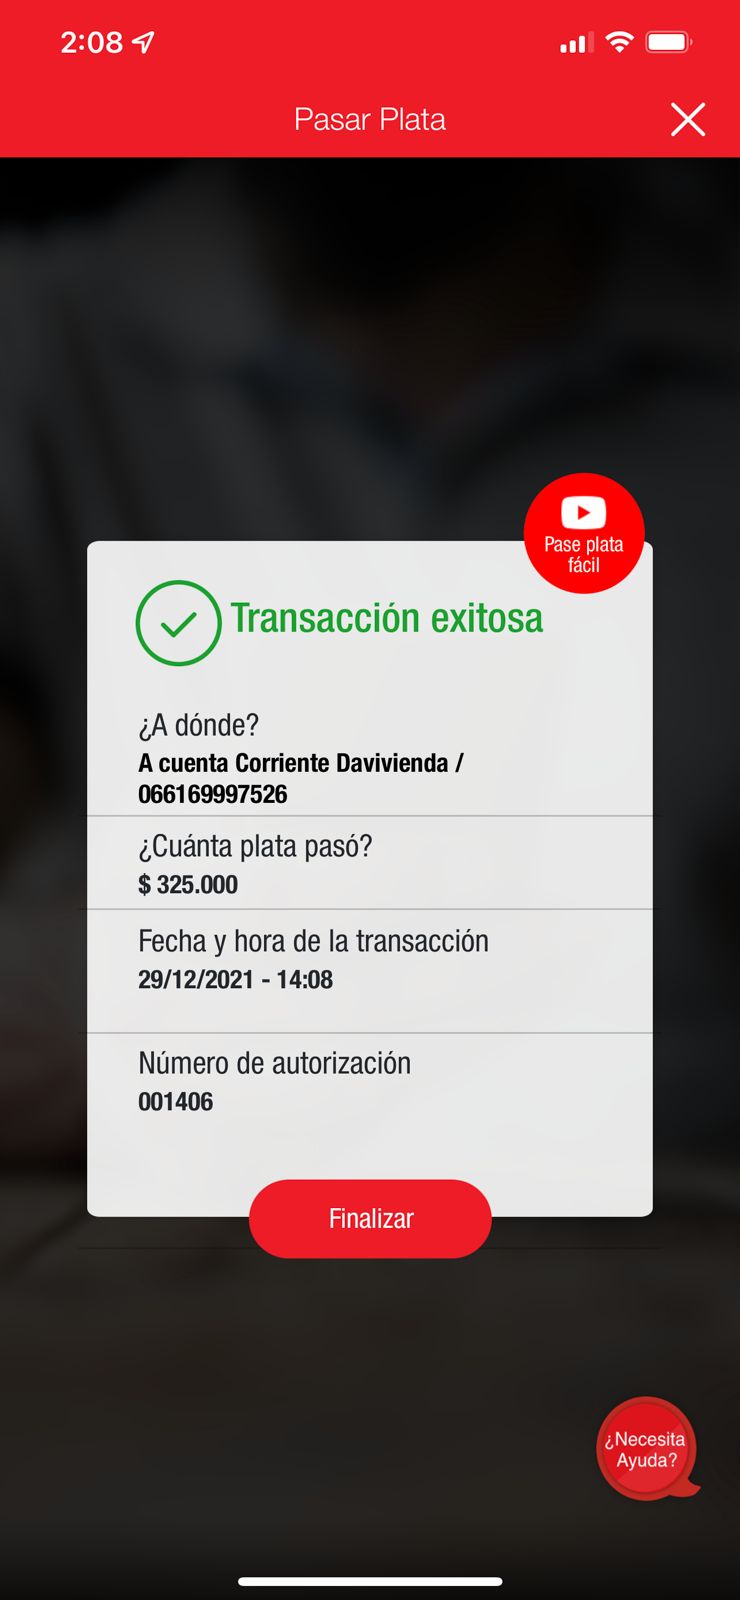 2:08
Pasar Plata
Pase plata
fácil
Transacción exitosa
¿A dónde?
A cuenta Corriente Davivienda /
066169997526
¿Cuánta plata pasó?
$ 325.000
Fecha y hora de la transacción
29/12/2021 - 14:08
Número de autorización
001406
Finalizar
¿Necesita
Ayuda?